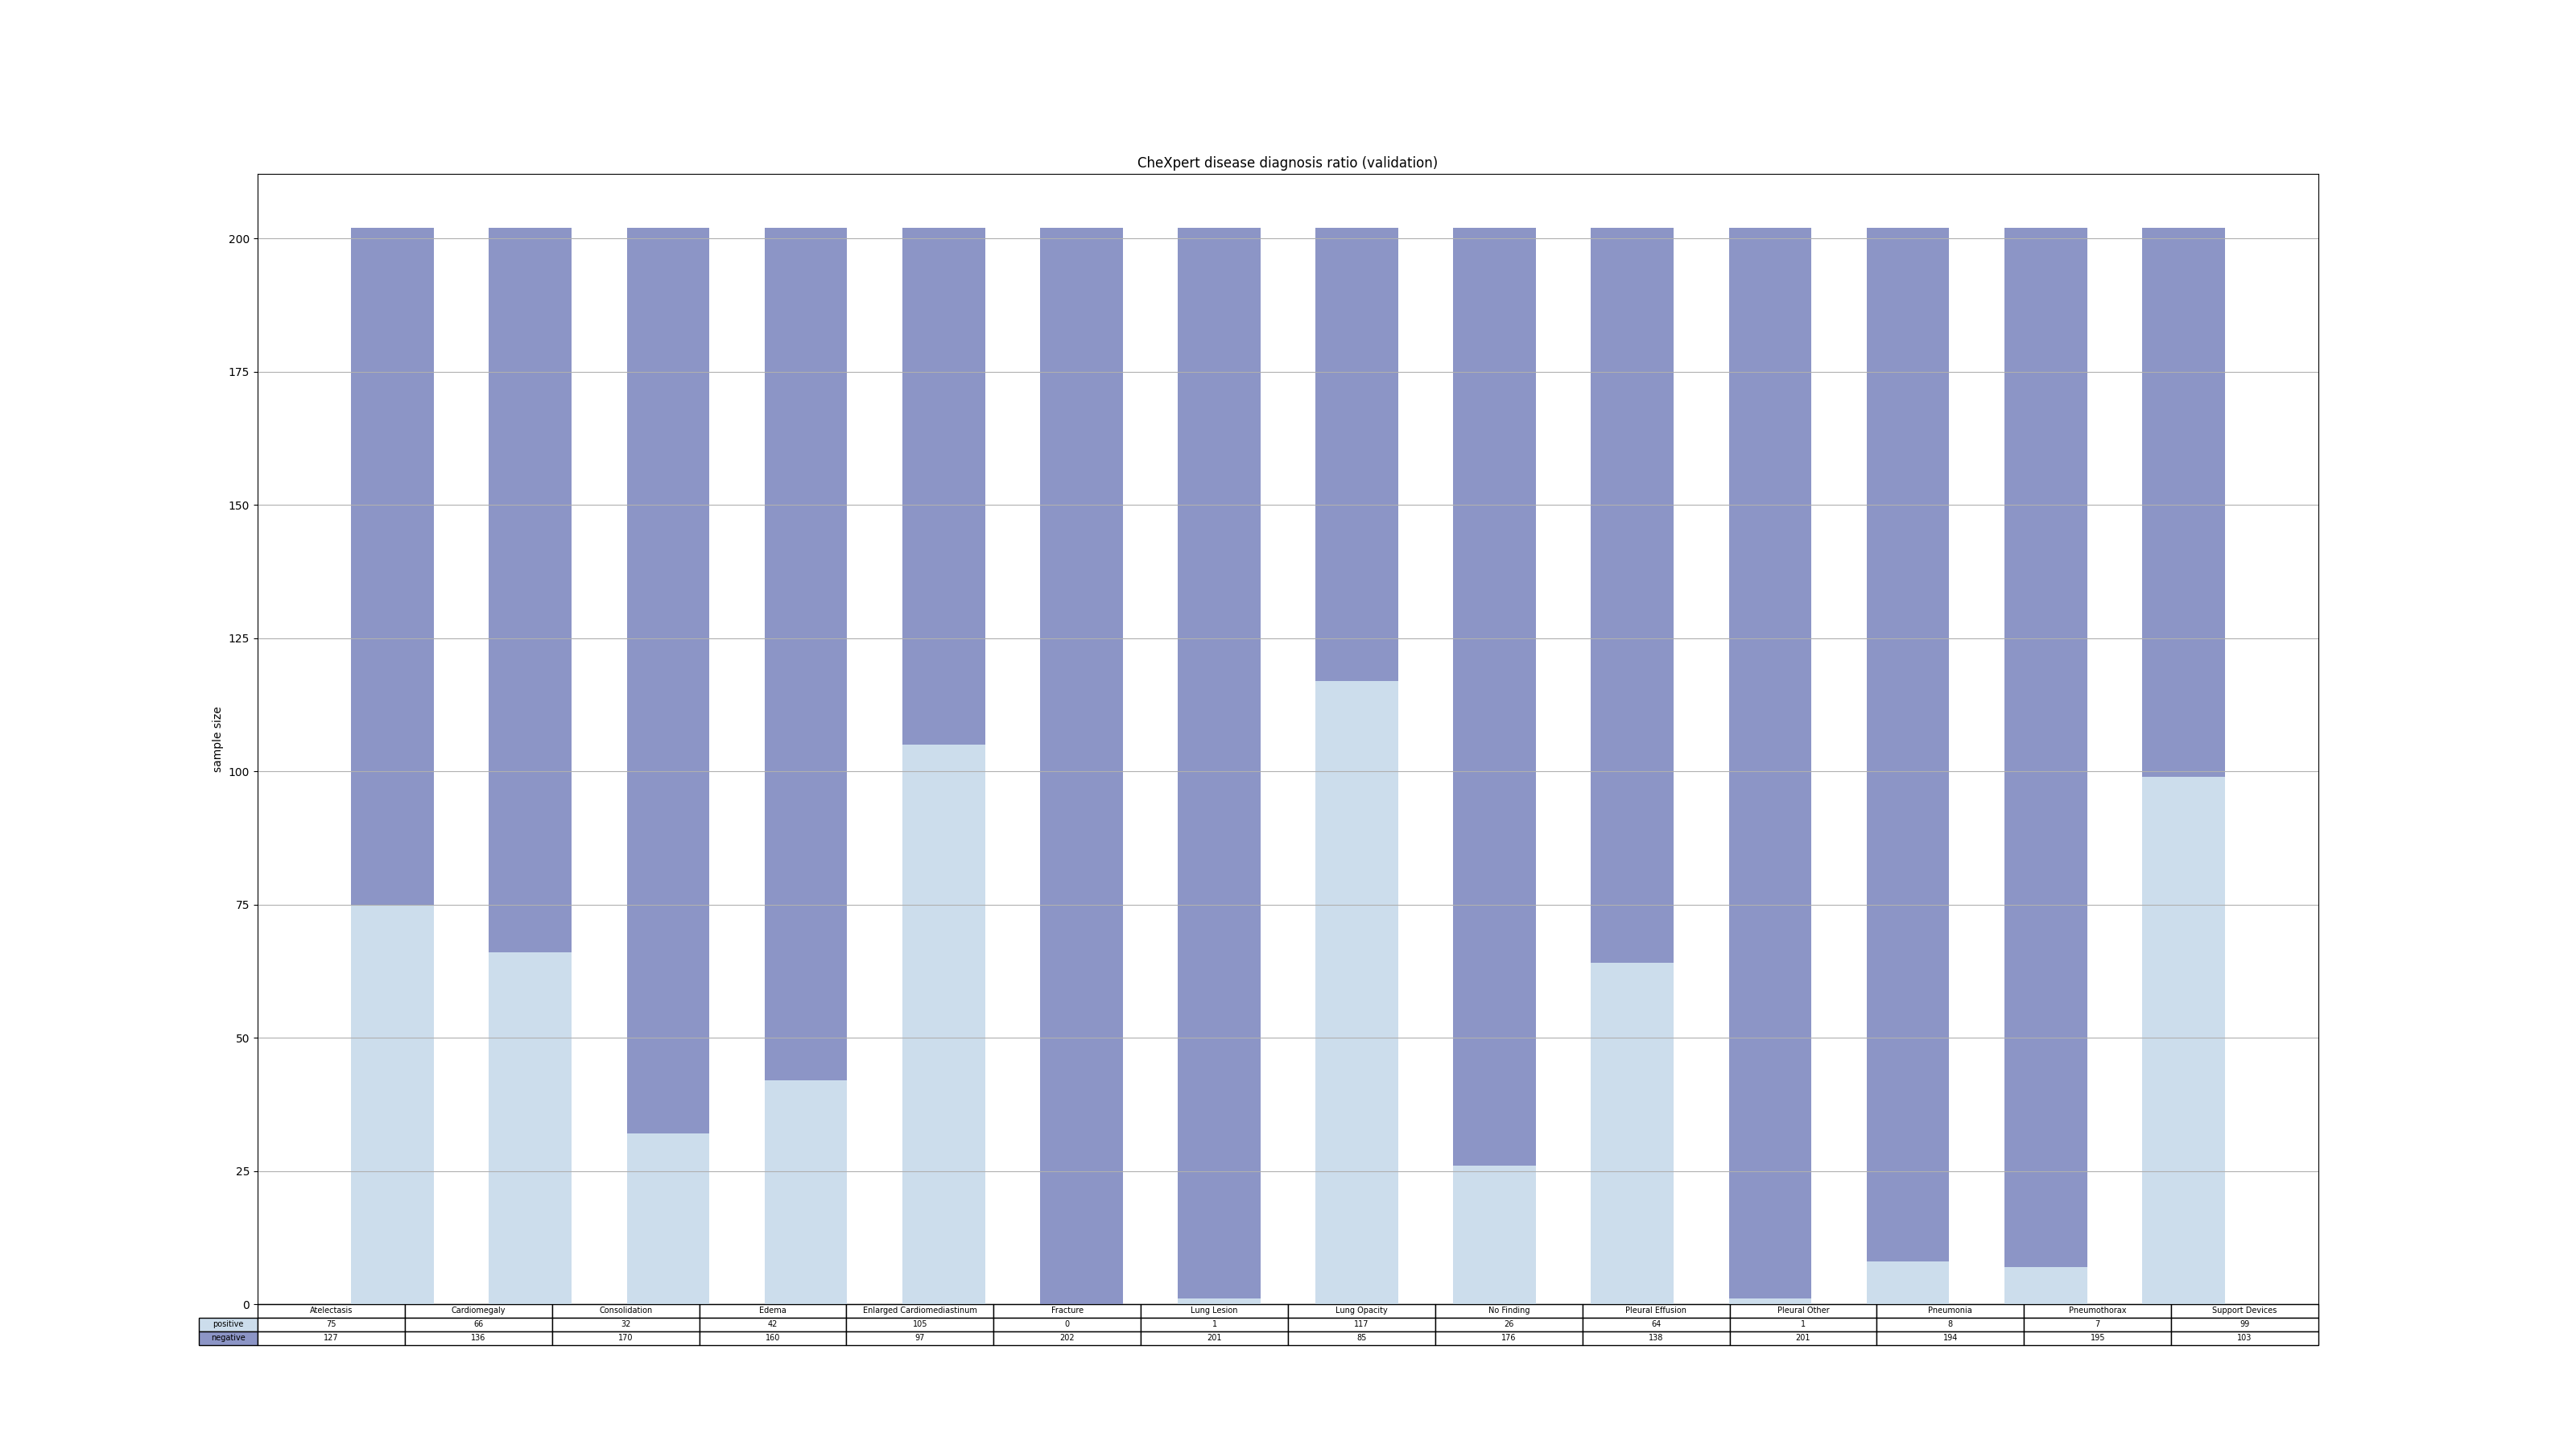 CheXpert disease diagnosis ratio (validation)
200
175
150
125
100
75
50
25
0
sample size
Atelectasis Cardiomegaly Consolidation Edema Enlarged Cardiomediastinum Fracture Lung Lesion Lung Opacity No Finding Pleural Effusion Pleural Other Pneumonia Pneumothorax Support Devices
positive 75 66 32 42 105 0 1 117 26 64 1 8 7 99
negative 127 136 170 160 97 202 201 85 176 138 201 194 195 103